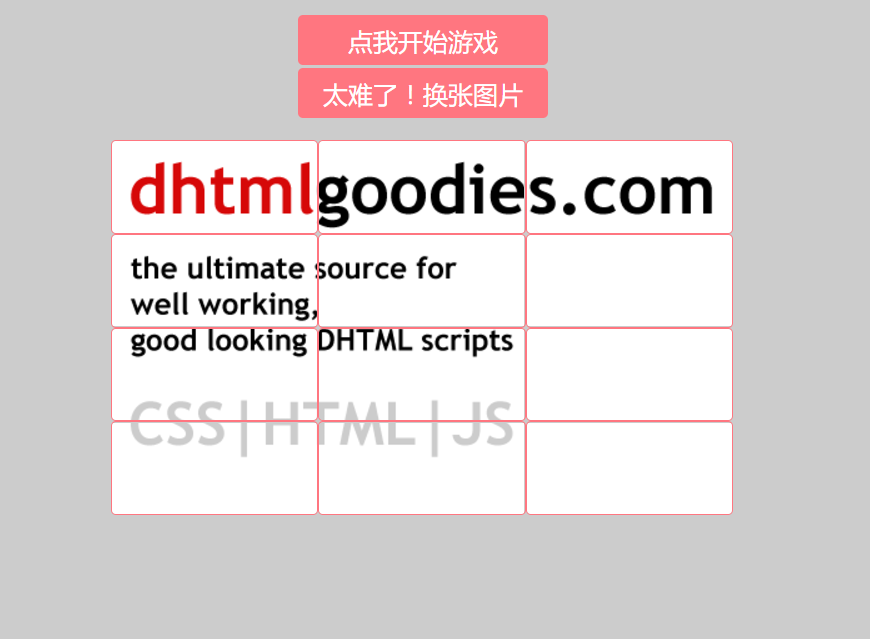 点我开始游戏
太难了！换张图片
dhtmlgoodies.com
the ultimate source for
well working,
good looking DHTML scripts
CSS|HTML|JS